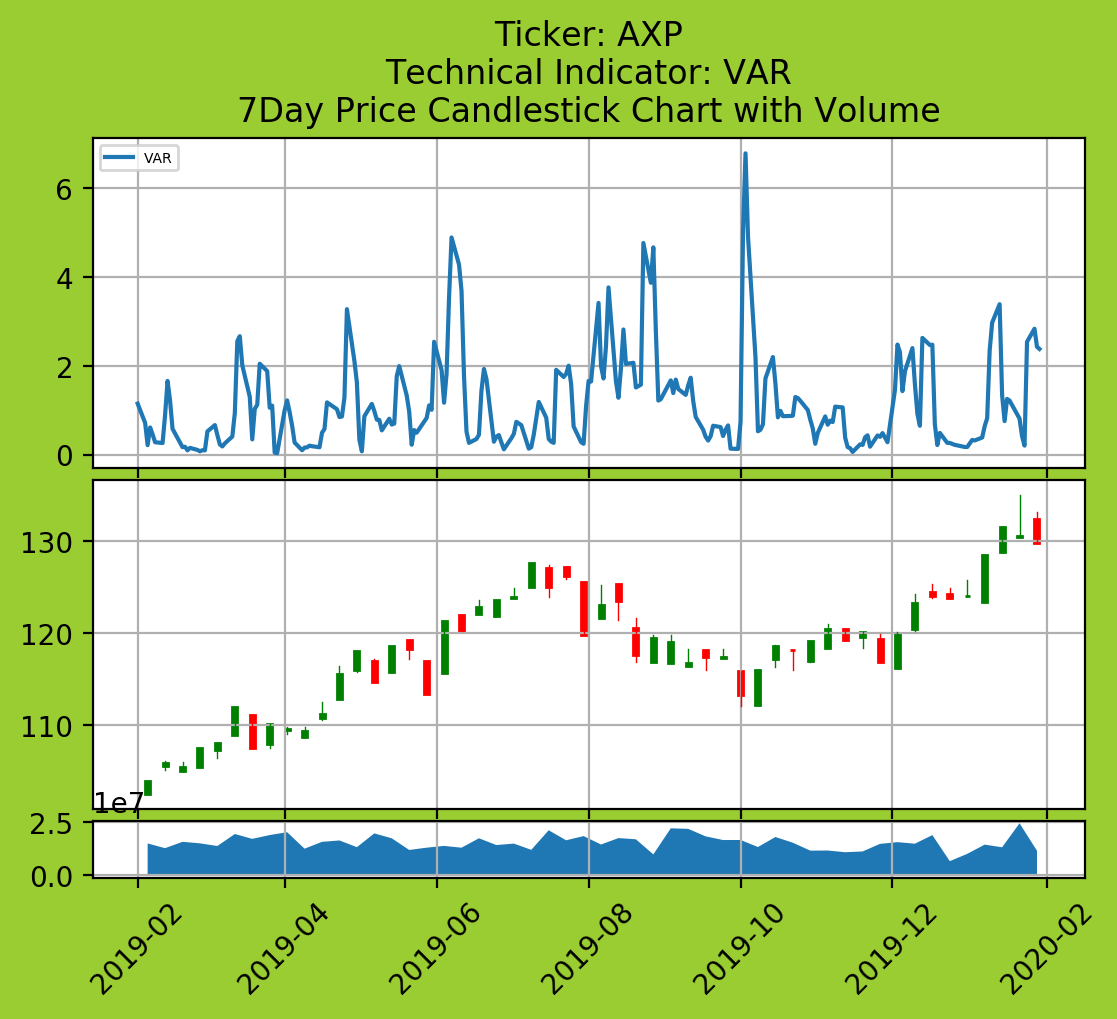 Ticker: AXP
Technical Indicator: VAR
7Day Price Candlestick Chart with Volume
VAR
6
4
2
0
130
120
110
1e7
2.5
0.0
2019-02 2019-04 2019-06 2019-08 2019-10 2019-12 2020-02